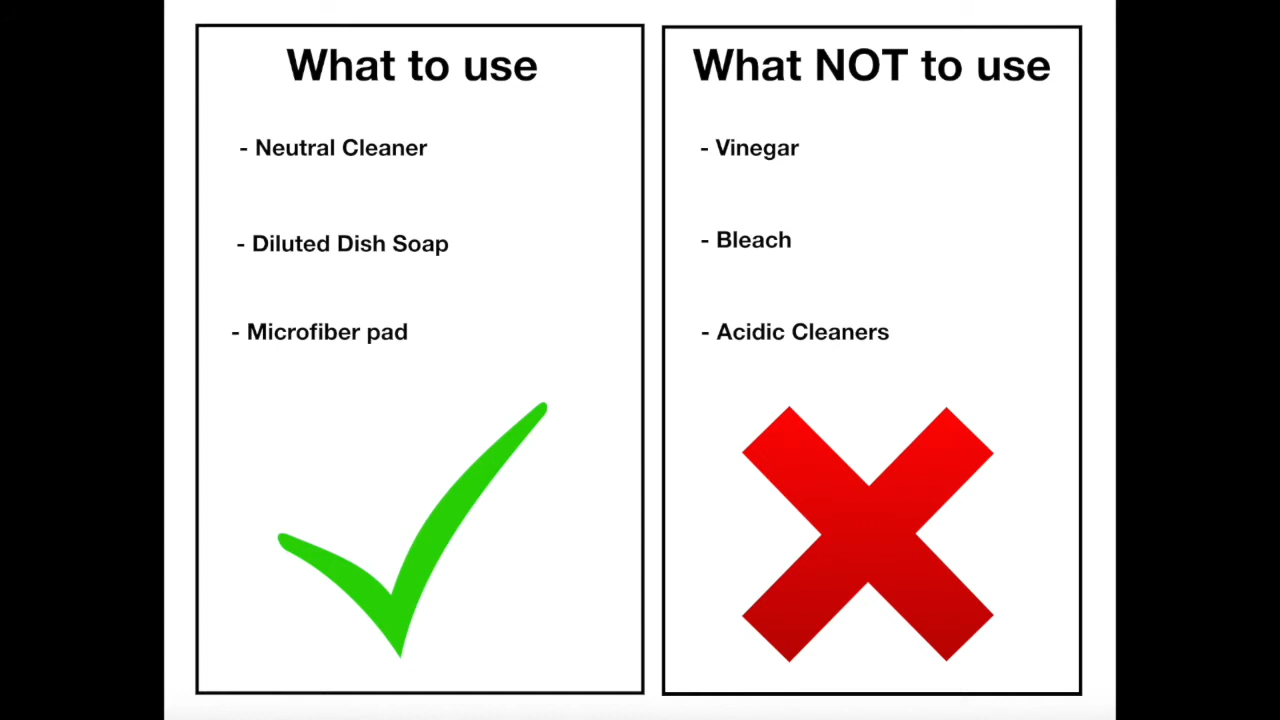 What to use
- Neutral Cleaner
- Diluted Dish Soap
- Microfiber pad
What NOT to use
- Vinegar
- Bleach
- Acidic Cleaners